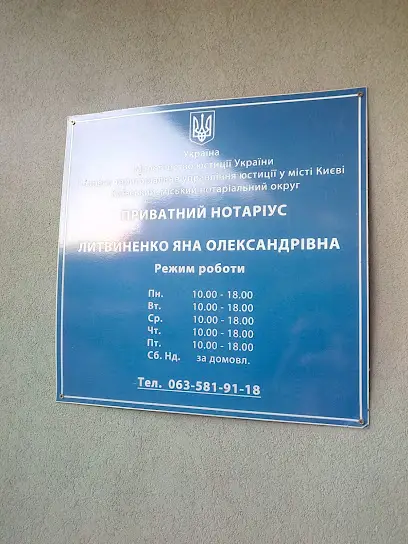 Україна
Міністерство юстиції України
управління юстиції у місті Києві
нотаріальний округ
ПРИВАТНИЙ НОТАРІУС
ЛИТВИНЕНКО ЯНА ОЛЕКСАНДРІВНА
Режим роботи
Пн. 10.00 - 18.00
Вт. 10.00 - 18.00
Ср. 10.00 - 18.00
Чт. 10.00 - 18.00
Пт. 10.00 - 18.00
Сб. Нд. за домовл.
Тел. 063-581-91-18